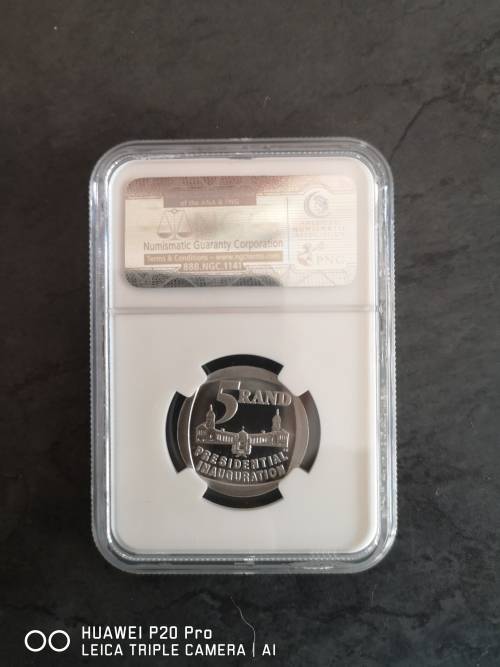 of the ANA & PNG
Numismatic Guaranty Corporation
Terms & Conditions – www.ngccoin.com
888.NGC.1141
PNG
5 RAND
PRESIDENTIAL
INAUGURATION
HUAWEI P20 Pro
LEICA TRIPLE CAMERA | AI